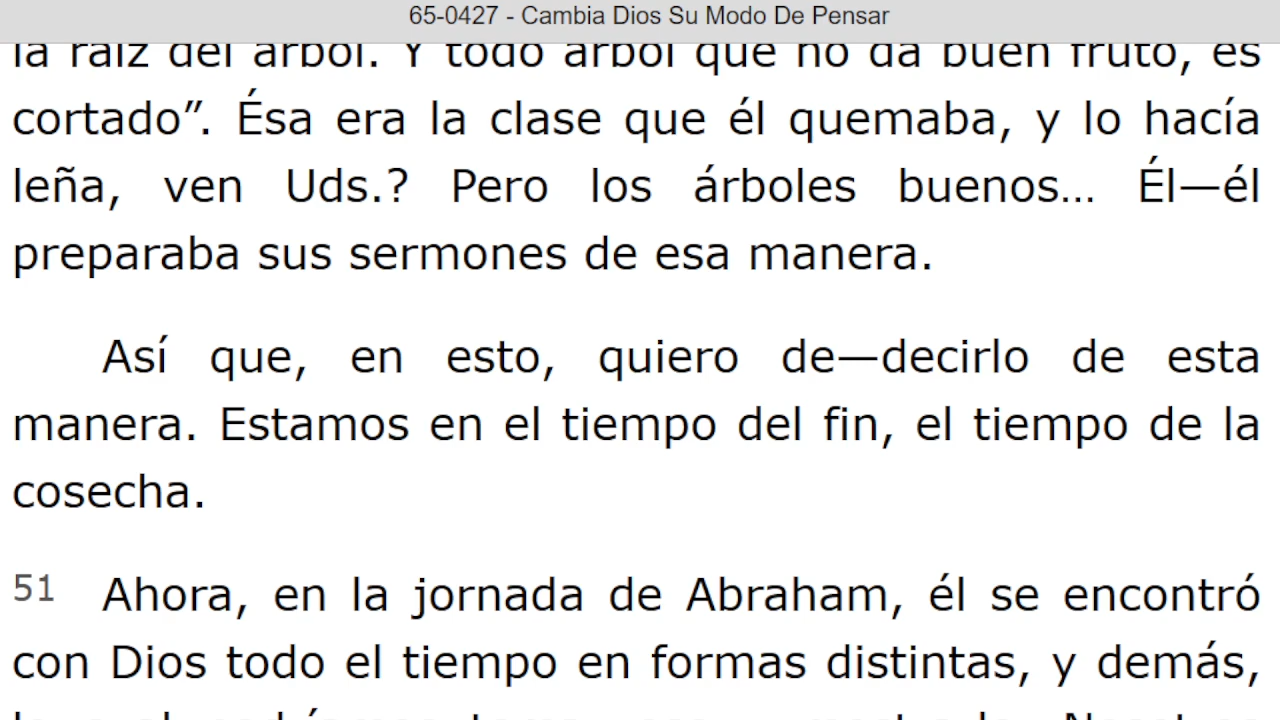 65-0427 - Cambia Dios Su Modo De Pensar
la raíz del árbol. Y todo árbol que no da buen fruto, es
cortado”. Ésa era la clase que él quemaba, y lo hacía
leña, ven Uds.? Pero los árboles buenos… Él—él
preparaba sus sermones de esa manera.
Así que, en esto, quiero de—decirlo de esta
manera. Estamos en el tiempo del fin, el tiempo de la
cosecha.
51 Ahora, en la jornada de Abraham, él se encontró
con Dios todo el tiempo en formas distintas, y demás,